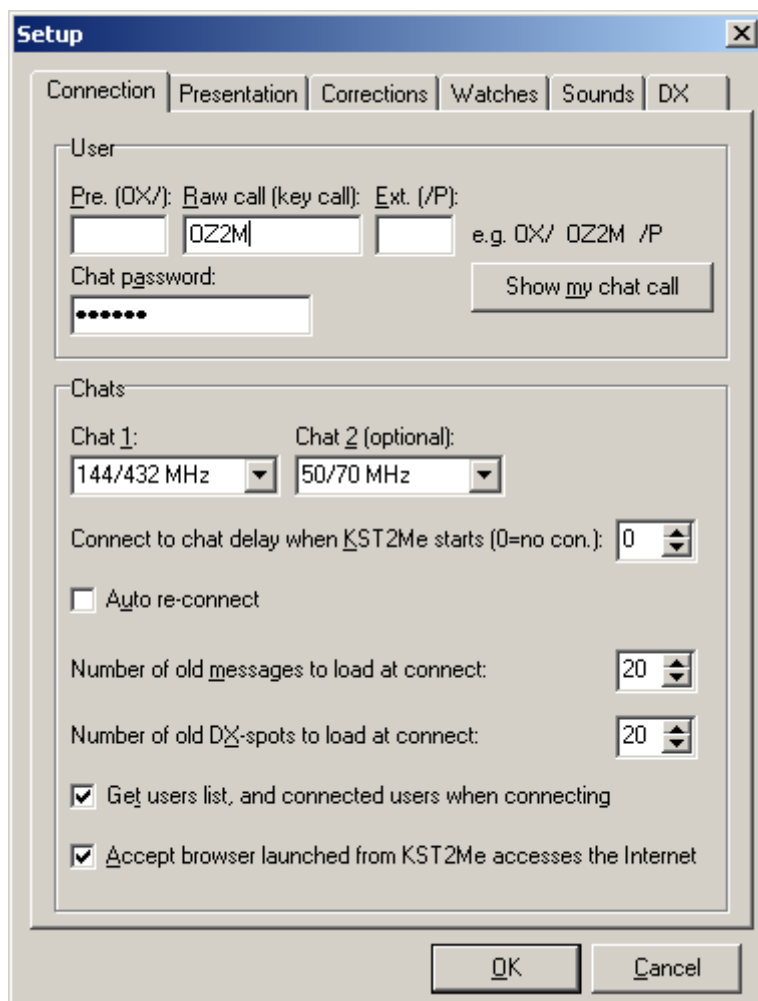 Setup
Connection Presentation Corrections Watches Sounds DX
User
Pre. (OX/): Raw call (key call): Ext. (/P):
OZ2M e.g. OX/ OZ2M /P
Chat password:
Show my chat call
••••••
Chats
Chat 1: Chat 2 (optional):
144/432 MHz 50/70 MHz
Connect to chat delay when KST2Me starts (0=no con.): 0
Auto re-connect
Number of old messages to load at connect: 20
Number of old DX-spots to load at connect: 20
Get users list, and connected users when connecting
Accept browser launched from KST2Me accesses the Internet
OK Cancel